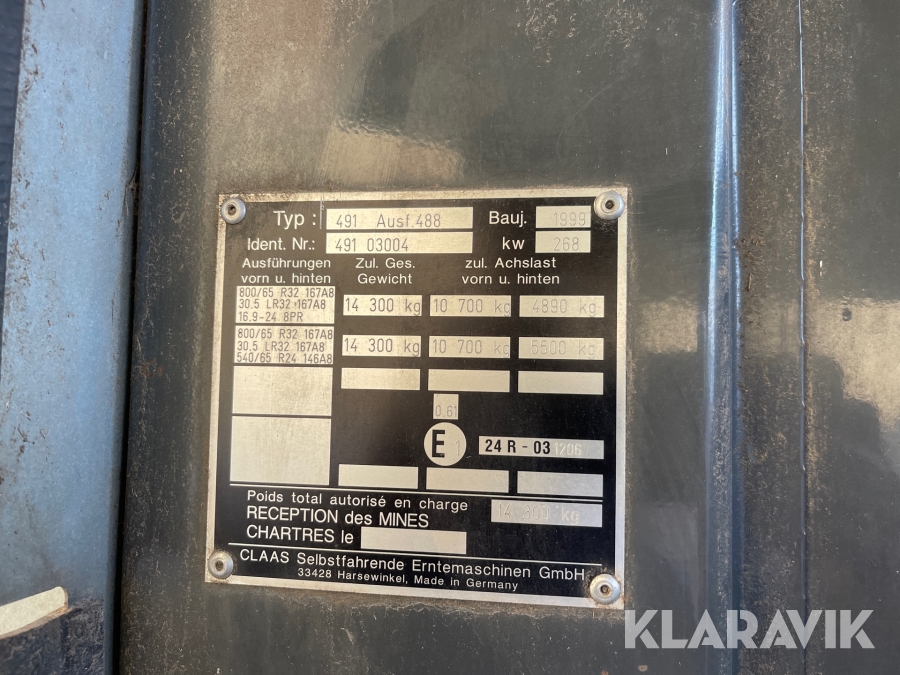 Typ : 491 Ausf.488 Bauj. 1999
Ident. Nr.: 491 03004 kw 268
Ausführungen Zul. Ges. zul. Achslast
vorn u. hinten Gewicht vorn u. hinten
800/65 R32 167A8
30.5 LR32 167A8 14 300 kg 10 700 kg 4890 kg
16.9-24 8PR
800/65 R32 167A8
30.5 LR32 167A8 14 300 kg 10 700 kg 5500 kg
540/65 R24 146A8
0.61
E 1 24 R - 03 1206
Poids total autorisé en charge 14 300 kg
RECEPTION des MINES
CHARTRES le
CLAAS Selbstfahrende Erntemaschinen GmbH
33428 Harsewinkel, Made in Germany
KLARAVIK